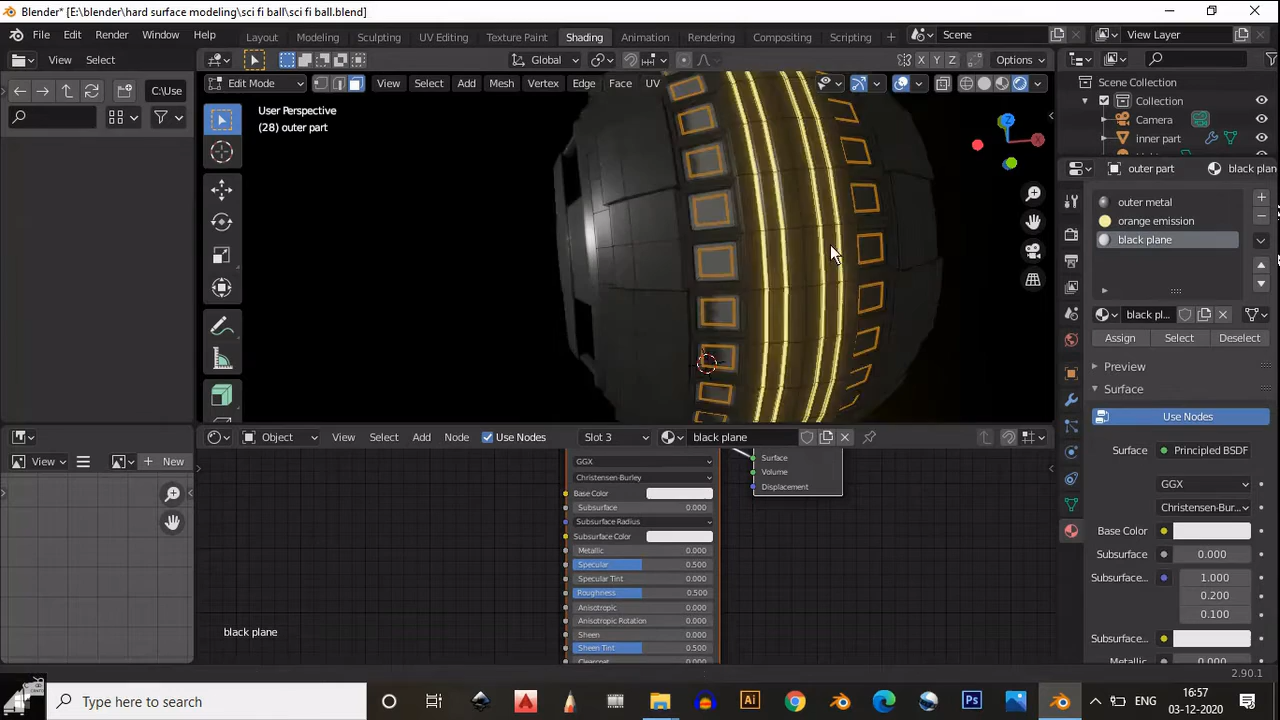 Blender* [E:\blender\hard surface modeling\sci fi ball\sci fi ball.blend]
File Edit Render Window Help
Layout Modeling Sculpting UV Editing Texture Paint Shading Animation Rendering Compositing Scripting
Scene
View Layer
View Select
Global
X Y Z
Options
Edit Mode
View Select Add Mesh Vertex Edge Face UV
Scene Collection
Collection
Camera
inner part
C:\Use
User Perspective
(28) outer part
outer part
black plane
outer metal
orange emission
black plane
black pl...
Assign Select Deselect
Preview
Surface
Use Nodes
Surface Principled BSDF
GGX
Christensen-Bur...
Base Color
Subsurface 0.000
Subsurface... 1.000
0.200
0.100
Subsurface...
Metallic 0.000
View
New
Object View Select Add Node Use Nodes Slot 3 black plane
GGX
Christensen-Burley
Base Color
Subsurface 0.000
Subsurface Radius
Subsurface Color
Metallic 0.000
Specular 0.500
Specular Tint 0.000
Roughness 0.500
Anisotropic 0.000
Anisotropic Rotation 0.000
Sheen 0.000
Sheen Tint 0.500
Clearcoat
Surface
Volume
Displacement
black plane
2.90.1
Type here to search
ENG
16:57
03-12-2020